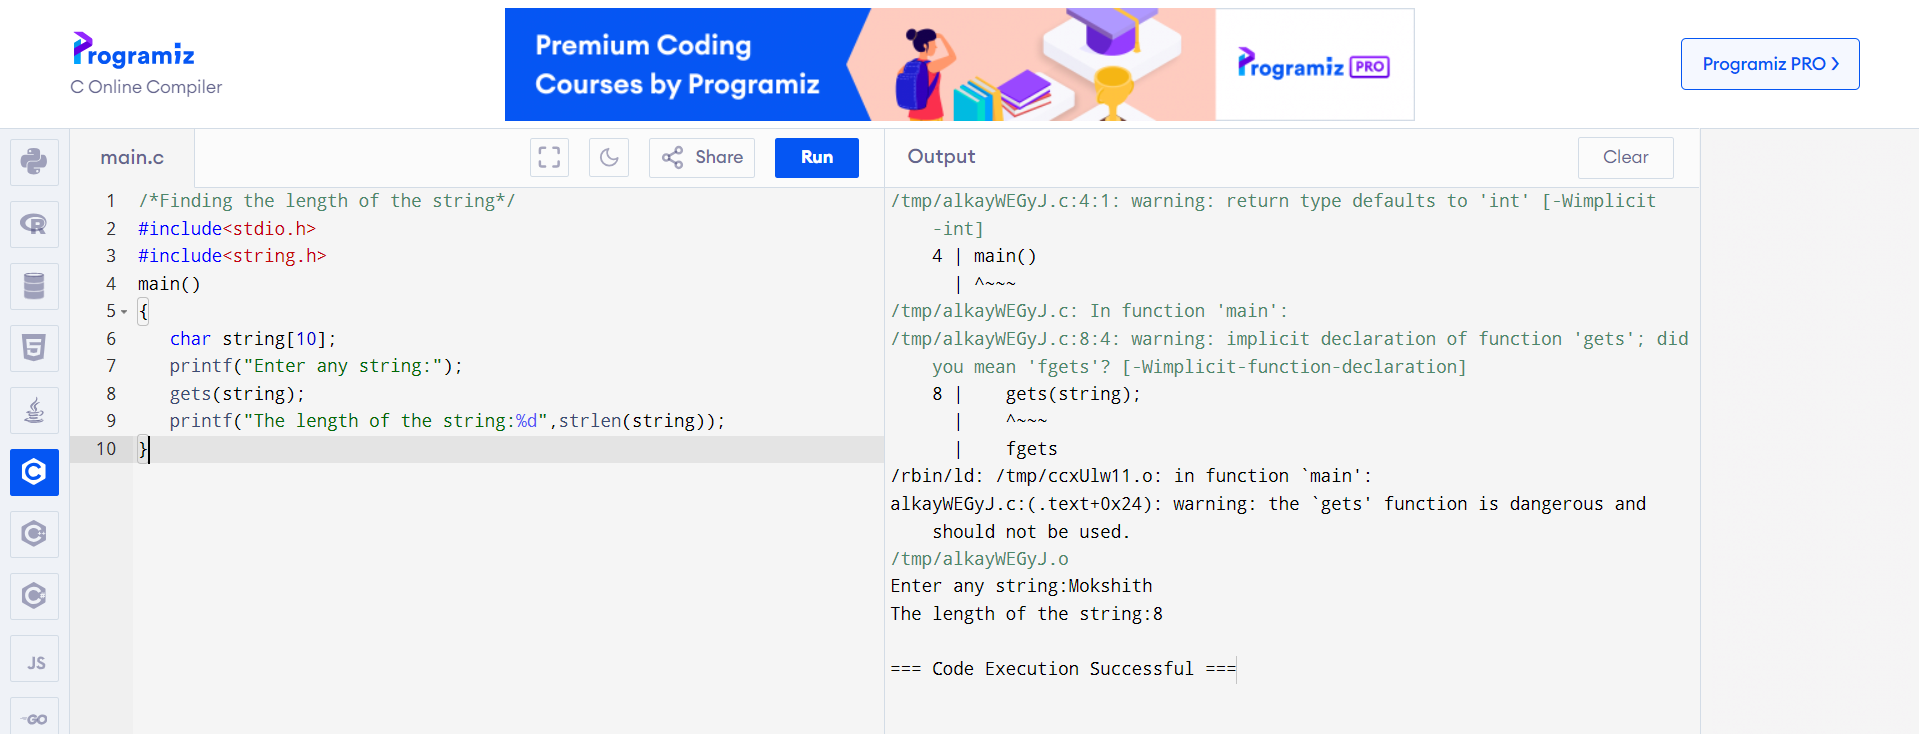 Programiz
C Online Compiler
Premium Coding
Courses by Programiz
Programiz PRO
Programiz PRO >
main.c
Share
Run
Output
Clear
1 /*Finding the length of the string*/
2 #include<stdio.h>
3 #include<string.h>
4 main()
5 {
6 char string[10];
7 printf("Enter any string:");
8 gets(string);
9 printf("The length of the string:%d",strlen(string));
10 }
/tmp/alkayWEGyJ.c:4:1: warning: return type defaults to 'int' [-Wimplicit
-int]
4 | main()
| ^~~~
/tmp/alkayWEGyJ.c: In function 'main':
/tmp/alkayWEGyJ.c:8:4: warning: implicit declaration of function 'gets'; did
you mean 'fgets'? [-Wimplicit-function-declaration]
8 | gets(string);
| ^~~~
| fgets
/rbin/ld: /tmp/ccxUlw11.o: in function `main':
alkayWEGyJ.c:(.text+0x24): warning: the `gets' function is dangerous and
should not be used.
/tmp/alkayWEGyJ.o
Enter any string:Mokshith
The length of the string:8
=== Code Execution Successful ===
R
5
C
C+
C#
JS
GO